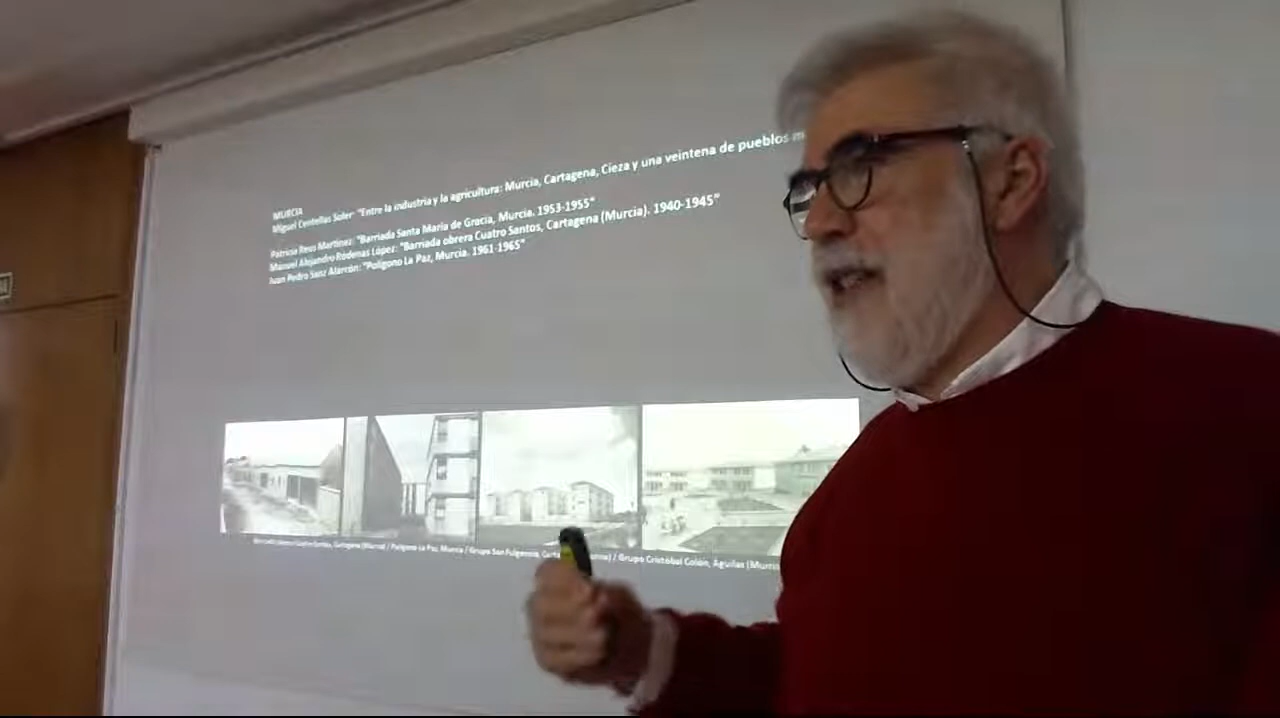 MURCIA
Miguel Centellas Soler "Entre la industria y la agricultura: Murcia, Cartagena, Cieza y una veintena de pueblos m
Patricia Reus Martínez: "Barriada Santa María de Gracia, Murcia. 1953-1955"
Manuel Alejandro Ródenas López: "Barriada obrera Cuatro Santos, Cartagena (Murcia). 1940-1945"
Juan Pedro Sanz Alarcón: "Polígono La Paz, Murcia. 1961-1965"
Cartagena (Murcia) / Polígono La Paz, Murcia / Grupo San Fulgencio, / Grupo Cristóbal Colón, Águilas (Murcia